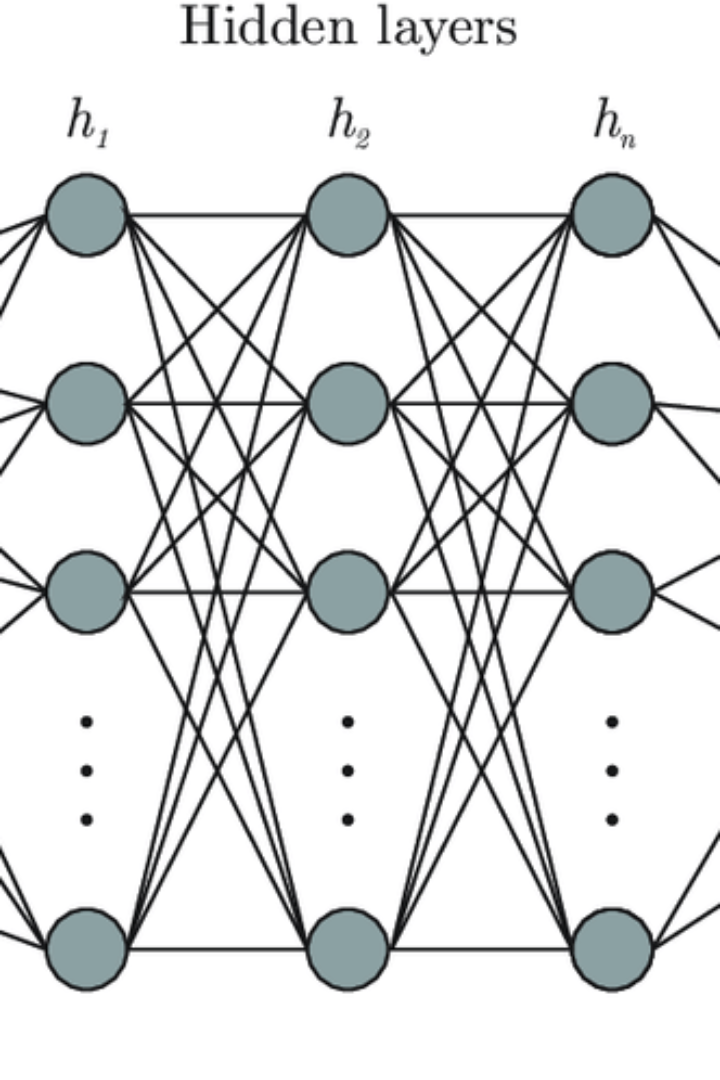 Hidden layers
h₁ h₂ hₙ